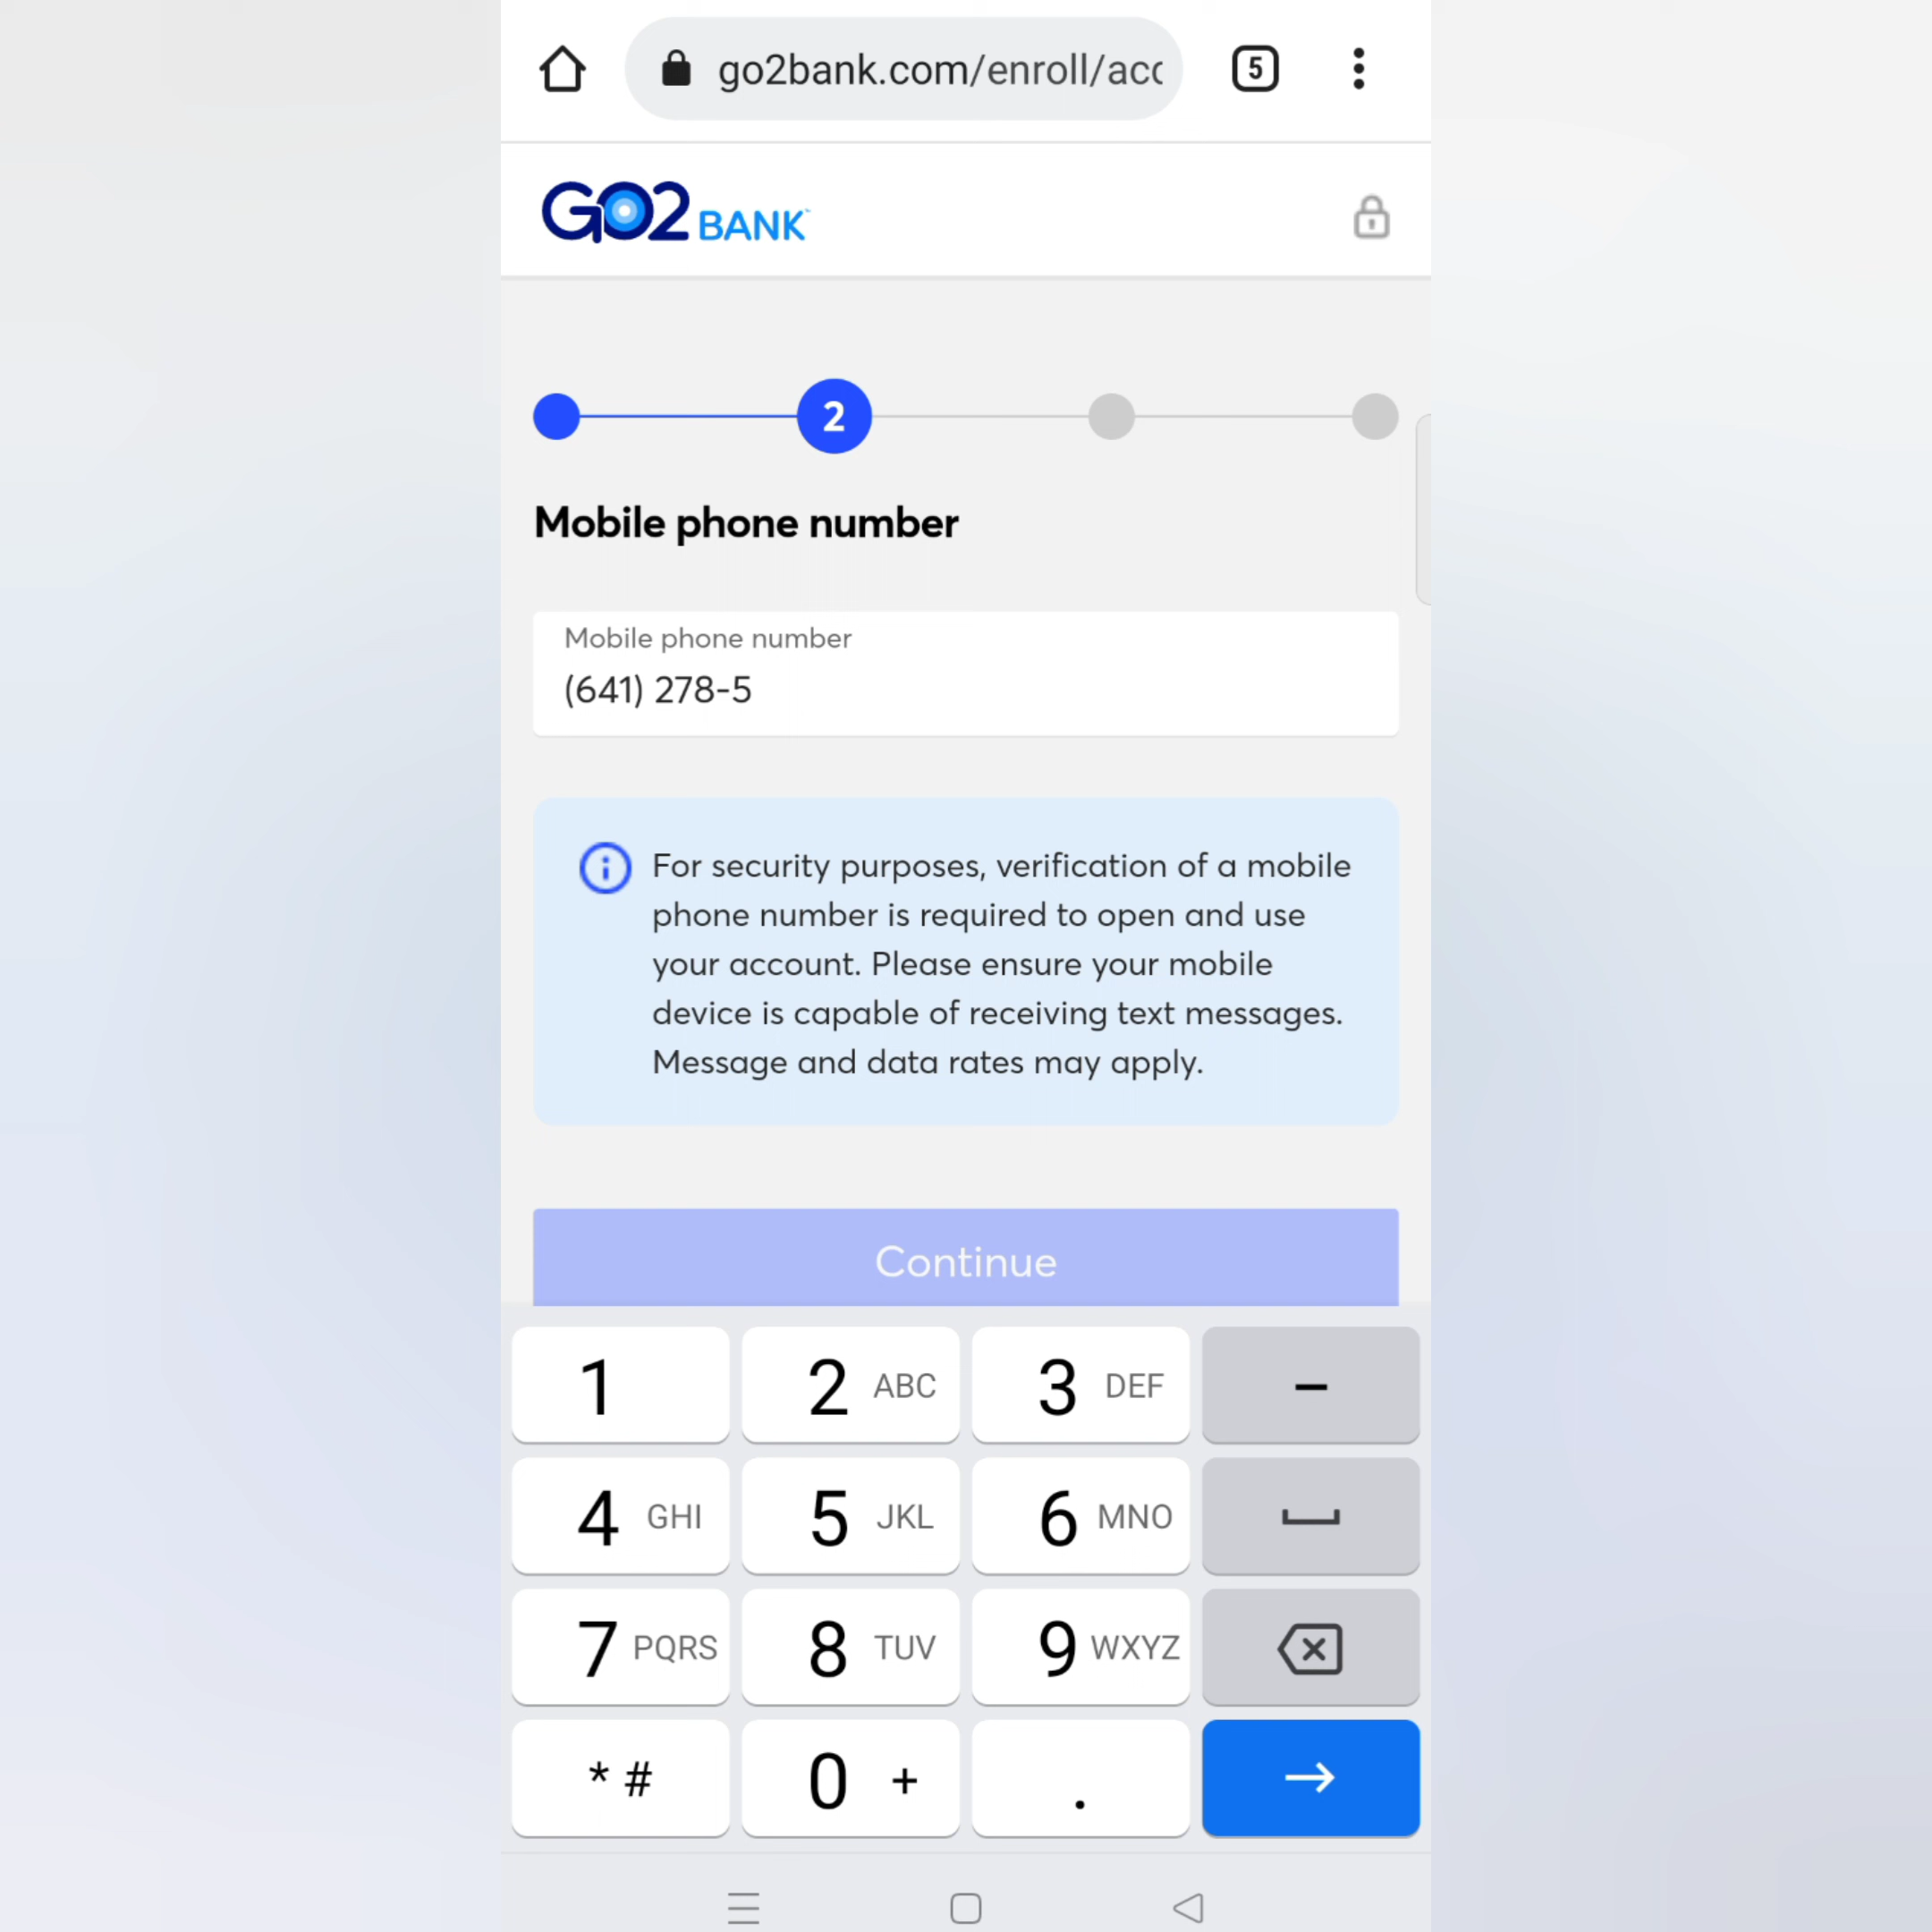 go2bank.com/enroll/acc
5
GO2 BANK™
2
Mobile phone number
Mobile phone number
(641) 278-5
For security purposes, verification of a mobile
phone number is required to open and use
your account. Please ensure your mobile
device is capable of receiving text messages.
Message and data rates may apply.
Continue
1 2 ABC 3 DEF –
4 GHI 5 JKL 6 MNO
7 PQRS 8 TUV 9 WXYZ
* # 0 + .